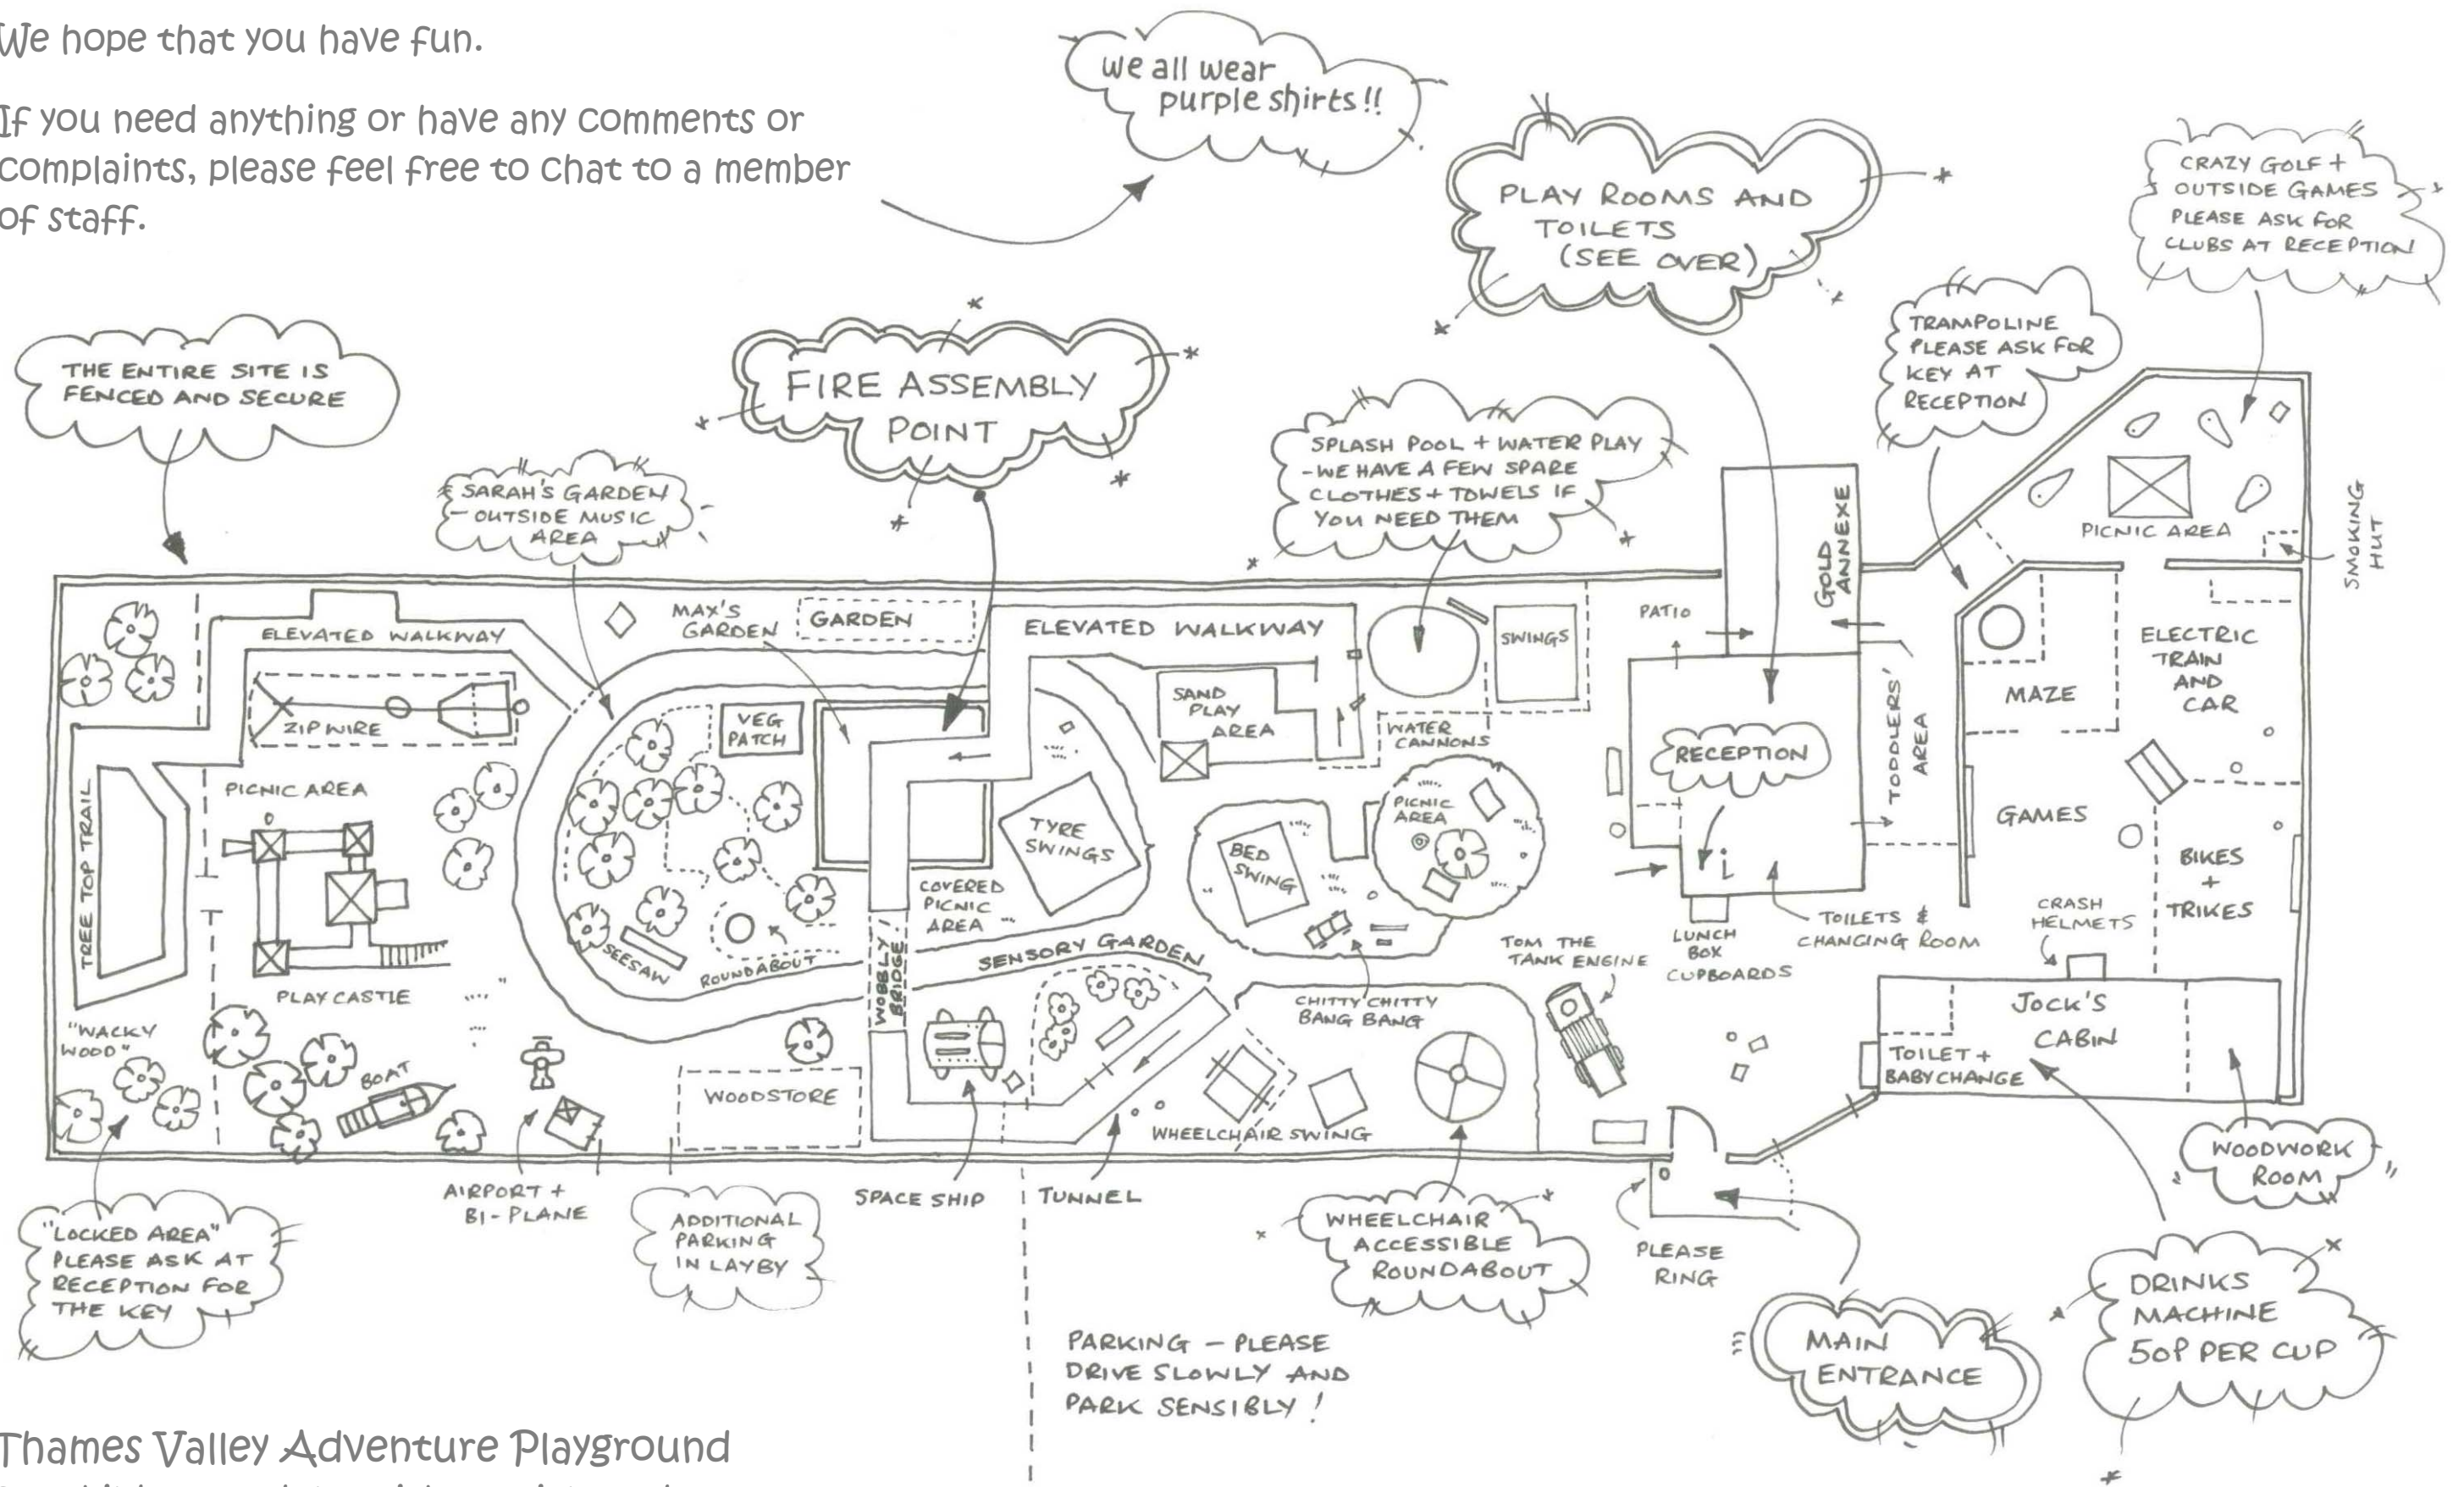 We hope that you have fun.
If you need anything or have any comments or
complaints, please feel free to chat to a member
of staff.
we all wear
purple shirts!!
PLAY ROOMS AND
TOILETS
(SEE OVER)
CRAZY GOLF +
OUTSIDE GAMES
PLEASE ASK FOR
CLUBS AT RECEPTION
TRAMPOLINE
PLEASE ASK FOR
KEY AT
RECEPTION
THE ENTIRE SITE IS
FENCED AND SECURE
FIRE ASSEMBLY
POINT
SARAH'S GARDEN
- OUTSIDE MUSIC
AREA
SPLASH POOL + WATER PLAY
- WE HAVE A FEW SPARE
CLOTHES + TOWELS IF
YOU NEED THEM
GOLD
ANNEXE
PICNIC AREA
SMOKING
HUT
ELEVATED WALKWAY
MAX'S
GARDEN
GARDEN
ELEVATED WALKWAY
SWINGS
PATIO
ELECTRIC
TRAIN
AND
CAR
MAZE
ZIP WIRE
VEG
PATCH
SAND
PLAY
AREA
WATER
CANNONS
RECEPTION
TODDLERS'
AREA
PICNIC AREA
TREE TOP TRAIL
TYRE
SWINGS
BED
SWING
PICNIC
AREA
i
GAMES
BIKES
+
TRIKES
COVERED
PICNIC
AREA
SEESAW
ROUNDABOUT
WOBBLY
BRIDGE
SENSORY GARDEN
TOM THE
TANK ENGINE
LUNCH
BOX
CUPBOARDS
TOILETS &
CHANGING ROOM
CRASH
HELMETS
PLAY CASTLE
CHITTY CHITTY
BANG BANG
JOCK'S
CABIN
TOILET +
BABY CHANGE
"WACKY
WOOD"
BOAT
WOODSTORE
WHEELCHAIR SWING
WOODWORK
ROOM
AIRPORT +
BI-PLANE
SPACE SHIP
TUNNEL
"LOCKED AREA"
PLEASE ASK AT
RECEPTION FOR
THE KEY
ADDITIONAL
PARKING
IN LAYBY
WHEELCHAIR
ACCESSIBLE
ROUNDABOUT
PLEASE
RING
MAIN
ENTRANCE
DRINKS
MACHINE
50P PER CUP
PARKING - PLEASE
DRIVE SLOWLY AND
PARK SENSIBLY!
Thames Valley Adventure Playground